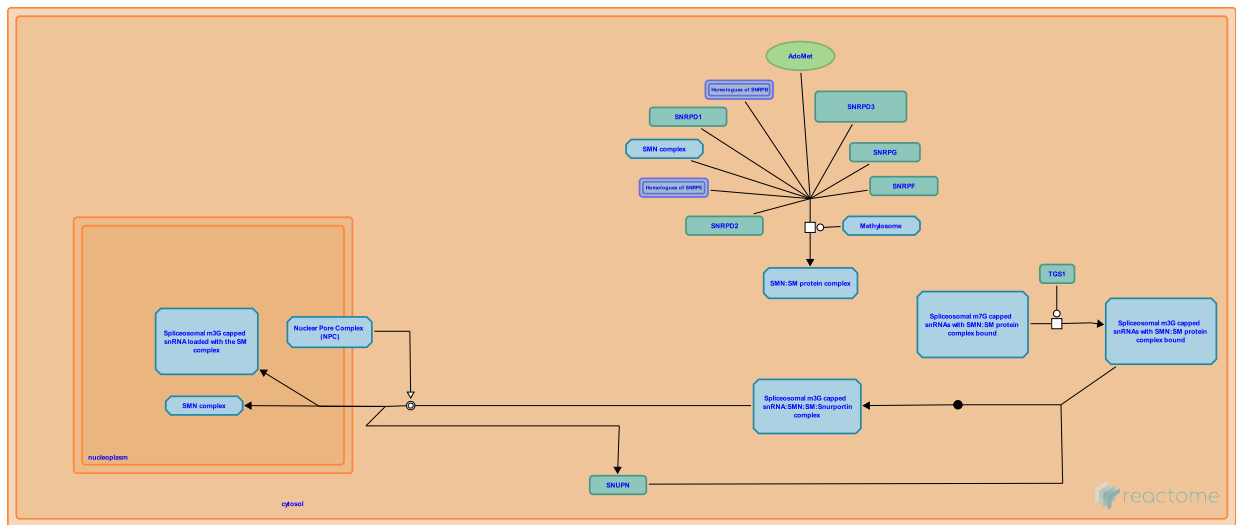 AdoMet
Homologues of SNRPB
SNRPD3
SNRPD1
SMN complex
SNRPG
Homologues of SNRPE
SNRPF
SNRPD2
Methylosome
SMN:SM protein complex
TGS1
Spliceosomal m7G capped
snRNAs with SMN:SM protein
complex bound
Spliceosomal m3G capped
snRNAs with SMN:SM protein
complex bound
Spliceosomal m3G capped
snRNA loaded with the SM
complex
Nuclear Pore Complex
(NPC)
SMN complex
Spliceosomal m3G capped
snRNA:SMN:SM:Snurportin
complex
nucleoplasm
SNUPN
cytosol
reactome